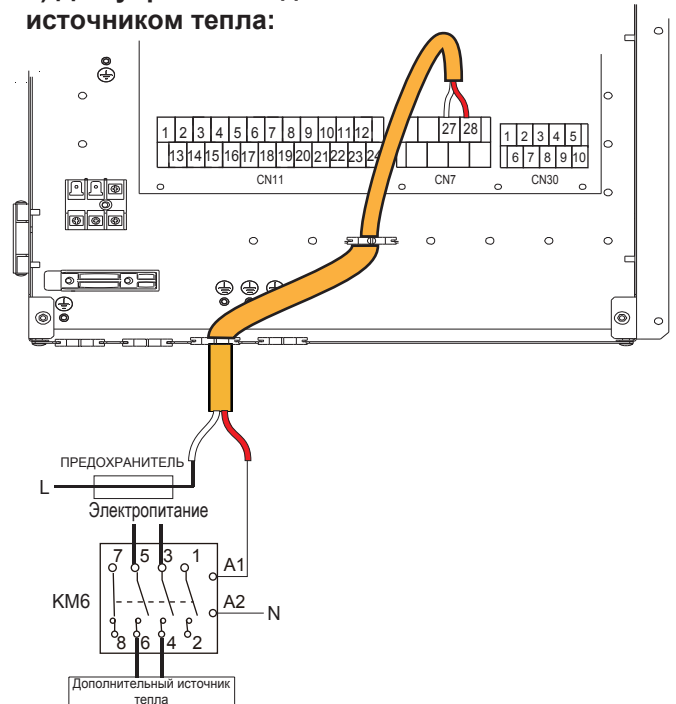 источником тепла:
27 28
1 2 3 4 5 6 7 8 9 10 11 12
13 14 15 16 17 18 19 20 21 22 23 24
CN11
CN7
1 2 3 4 5
6 7 8 9 10
CN30
ПРЕДОХРАНИТЕЛЬ
L
Электропитание
7 5 3 1
A1
KM6
A2
N
8 6 4 2
Дополнительный источник
тепла